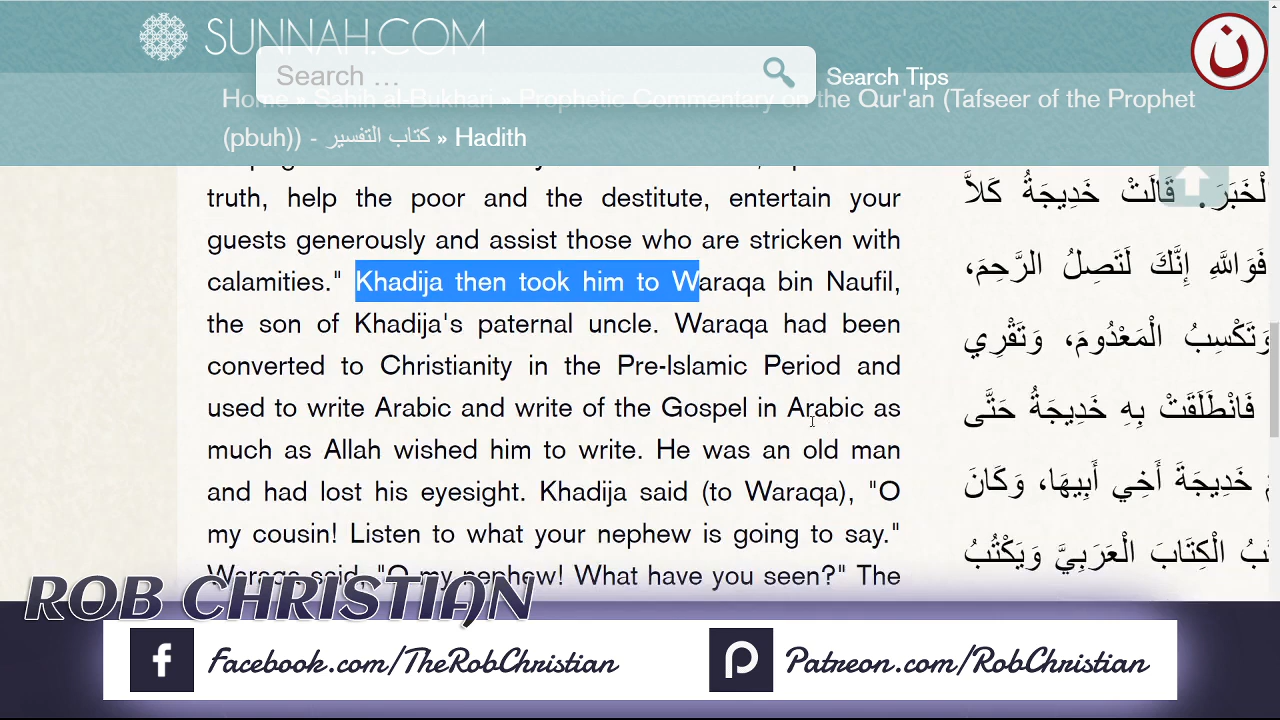 SUNNAH.COM
ن
Search ...
Search Tips
Home » Sahih al-Bukhari » Prophetic Commentary on the Qur'an (Tafseer of the Prophet
(pbuh)) - كتاب التفسير » Hadith
truth, help the poor and the destitute, entertain your
guests generously and assist those who are stricken with
calamities." Khadija then took him to Waraqa bin Naufil,
the son of Khadija's paternal uncle. Waraqa had been
converted to Christianity in the Pre-Islamic Period and
used to write Arabic and write of the Gospel in Arabic as
much as Allah wished him to write. He was an old man
and had lost his eyesight. Khadija said (to Waraqa), "O
my cousin! Listen to what your nephew is going to say."
Waraqa said, "O my nephew! What have you seen?" The
قَالَتْ خَدِيجَةُ كَلاَّ
فَوَاللَّهِ إِنَّكَ لَتَصِلُ الرَّحِمَ،
وَتَكْسِبُ الْمَعْدُومَ، وَتَقْرِي
فَانْطَلَقَتْ بِهِ خَدِيجَةُ حَتَّى
خَدِيجَةَ أَخِي أَبِيهَا، وَكَانَ
الْكِتَابَ الْعَرَبِيَّ وَيَكْتُبُ
ROB CHRISTIAN
Facebook.com/TheRobChristian
Patreon.com/RobChristian